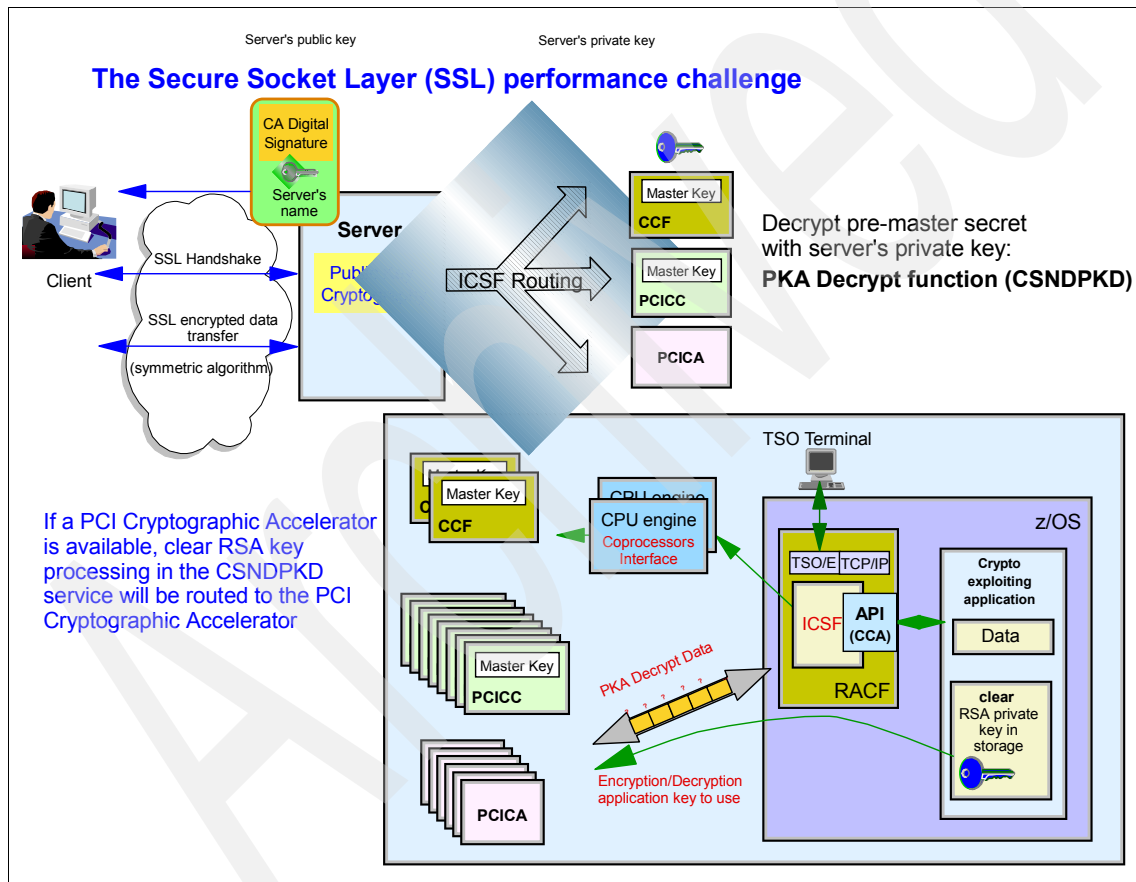 Server's public key
Server's private key
The Secure Socket Layer (SSL) performance challenge
CA Digital
Signature
Server's
name
Client
SSL Handshake
SSL encrypted data
transfer
(symmetric algorithm)
Server
Publi
Cryptog
ICSF Routing
Master Key
CCF
Master Key
PCICC
PCICA
Decrypt pre-master secret
with server's private key:
PKA Decrypt function (CSNDPKD)
If a PCI Cryptographic Accelerator
is available, clear RSA key
processing in the CSNDPKD
service will be routed to the PCI
Cryptographic Accelerator
TSO Terminal
Master Key
CCF
CPU engine
CPU engine
Coprocessors
Interface
z/OS
TSO/E
TCP/IP
ICSF
API
(CCA)
RACF
Crypto
exploiting
application
Data
clear
RSA private
key in
storage
Master Key
PCICC
PKA Decrypt Data
? ? ? ? ?
Encryption/Decryption
application key to use
PCICA
Archived